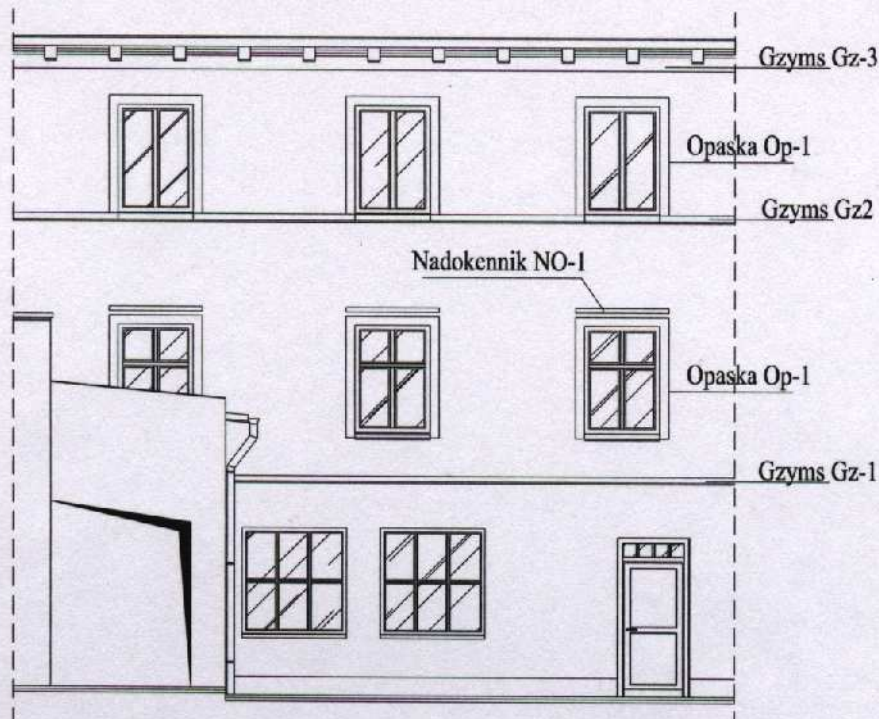 Gzyms Gz-3
Opaska Op-1
Gzyms Gz2
Nadokennik NO-1
Opaska Op-1
Gzyms Gz-1